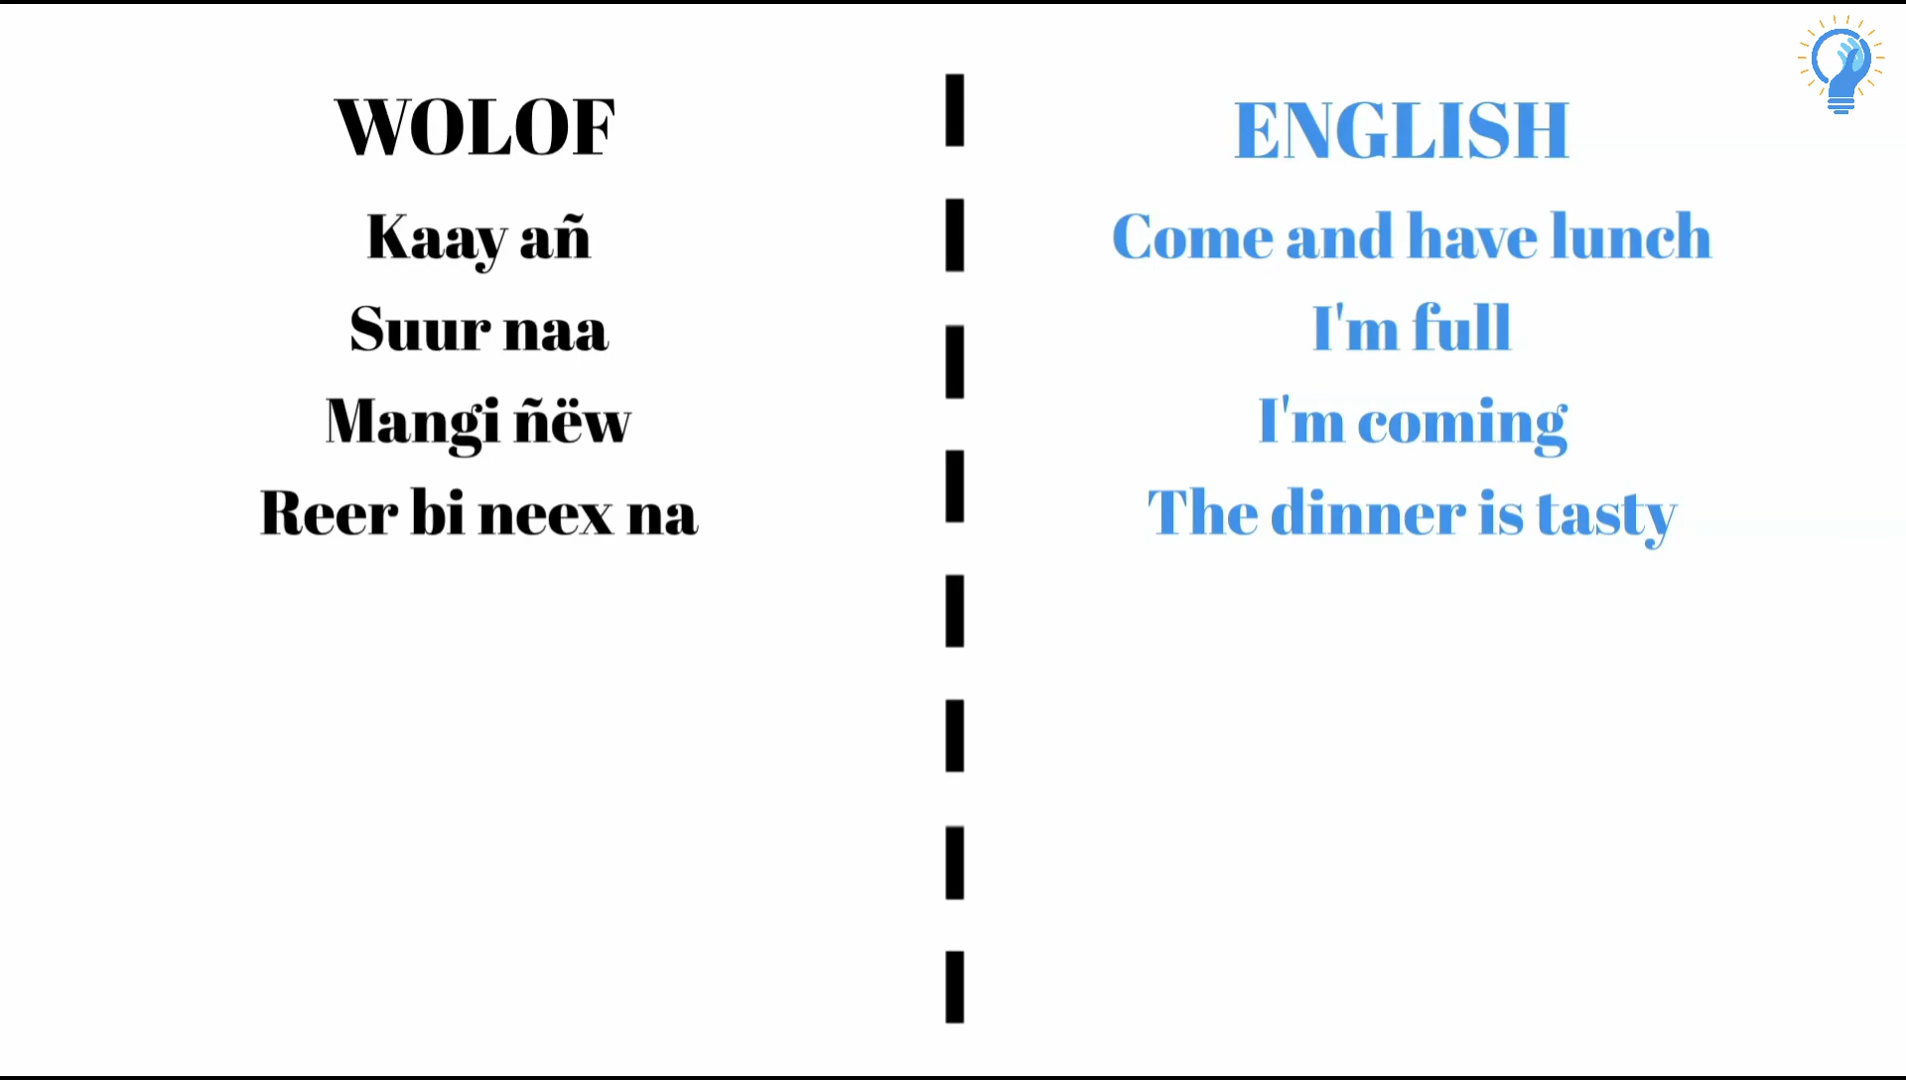 WOLOF
Kaay añ
Suur naa
Mangi ñëw
Reer bi neex na
ENGLISH
Come and have lunch
I'm full
I'm coming
The dinner is tasty